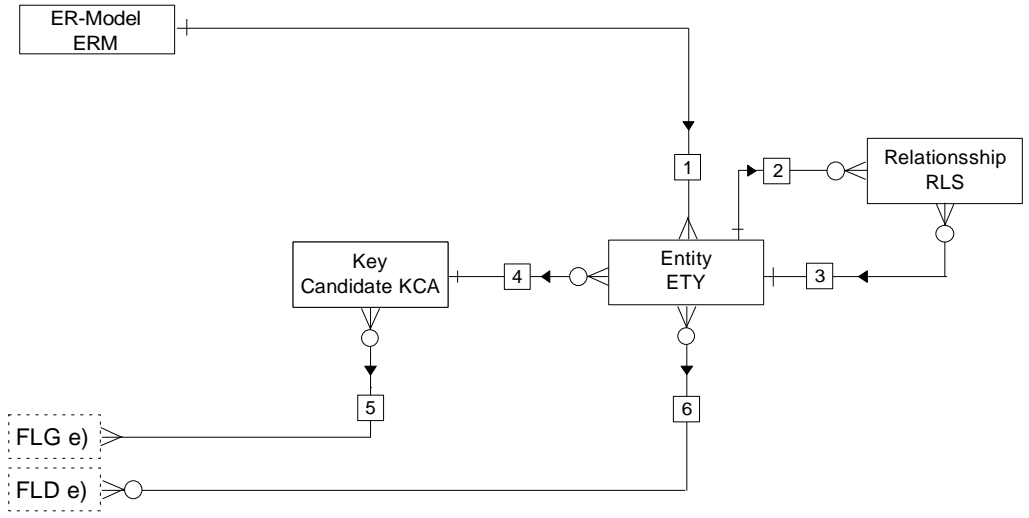 ER-Model
ERM
1
2
Relationsship
RLS
Key
Candidate KCA
4
Entity
ETY
3
5
6
FLG e)
FLD e)